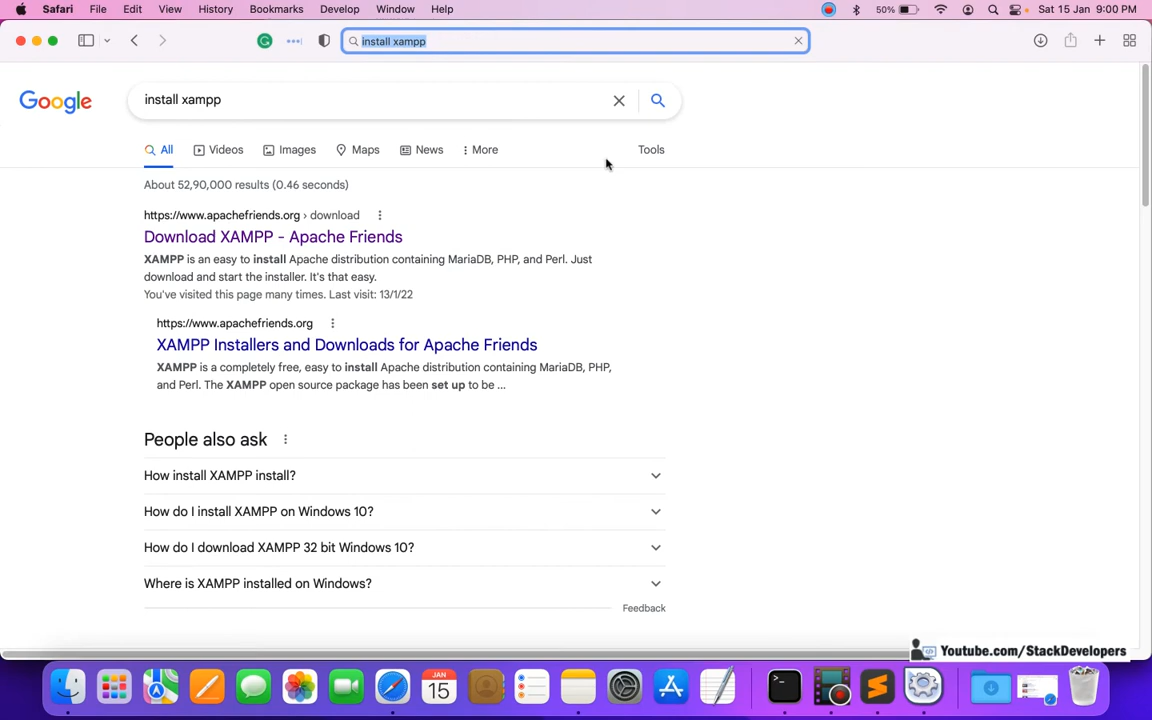 Safari File Edit View History Bookmarks Develop Window Help 50% Sat 15 Jan 9:00 PM
install xampp
Google install xampp
All Videos Images Maps News More Tools
About 52,90,000 results (0.46 seconds)
https://www.apachefriends.org › download
Download XAMPP - Apache Friends
XAMPP is an easy to install Apache distribution containing MariaDB, PHP, and Perl. Just
download and start the installer. It's that easy.
You've visited this page many times. Last visit: 13/1/22
https://www.apachefriends.org
XAMPP Installers and Downloads for Apache Friends
XAMPP is a completely free, easy to install Apache distribution containing MariaDB, PHP,
and Perl. The XAMPP open source package has been set up to be ...
People also ask
How install XAMPP install?
How do I install XAMPP on Windows 10?
How do I download XAMPP 32 bit Windows 10?
Where is XAMPP installed on Windows?
Feedback
Youtube.com/StackDevelopers
JAN
15